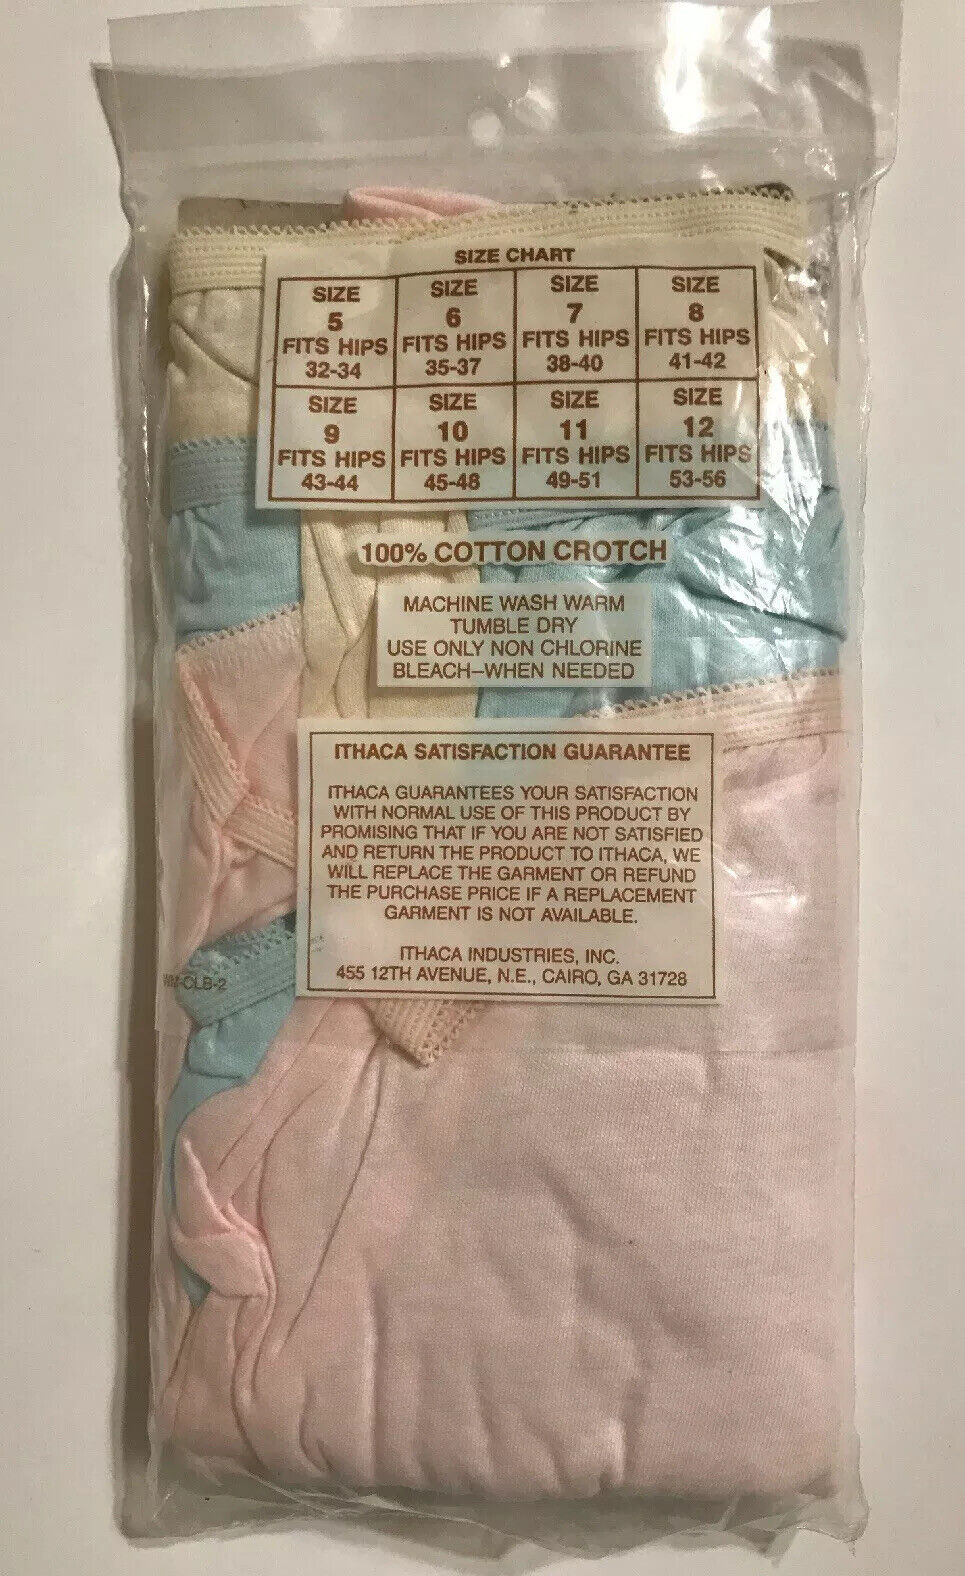 SIZE CHART
SIZE SIZE SIZE SIZE
5 6 7 8
FITS HIPS FITS HIPS FITS HIPS FITS HIPS
32-34 35-37 38-40 41-42
SIZE SIZE SIZE SIZE
9 10 11 12
FITS HIPS FITS HIPS FITS HIPS FITS HIPS
43-44 45-48 49-51 53-56
100% COTTON CROTCH
MACHINE WASH WARM
TUMBLE DRY
USE ONLY NON CHLORINE
BLEACH–WHEN NEEDED
ITHACA SATISFACTION GUARANTEE
ITHACA GUARANTEES YOUR SATISFACTION
WITH NORMAL USE OF THIS PRODUCT BY
PROMISING THAT IF YOU ARE NOT SATISFIED
AND RETURN THE PRODUCT TO ITHACA, WE
WILL REPLACE THE GARMENT OR REFUND
THE PURCHASE PRICE IF A REPLACEMENT
GARMENT IS NOT AVAILABLE.
ITHACA INDUSTRIES, INC.
455 12TH AVENUE, N.E., CAIRO, GA 31728